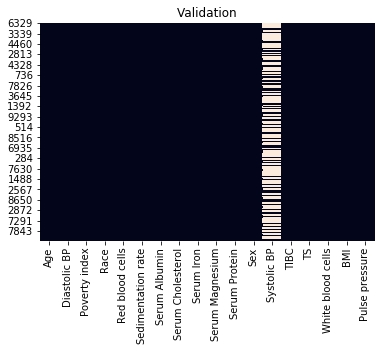 Validation
6329
3339
4460
2813
4328
736
7826
3645
1392
9293
514
8516
6935
284
7630
1488
2567
8650
2872
7291
7843
Age
Diastolic BP
Poverty index
Race
Red blood cells
Sedimentation rate
Serum Albumin
Serum Cholesterol
Serum Iron
Serum Magnesium
Serum Protein
Sex
Systolic BP
TIBC
TS
White blood cells
BMI
Pulse pressure